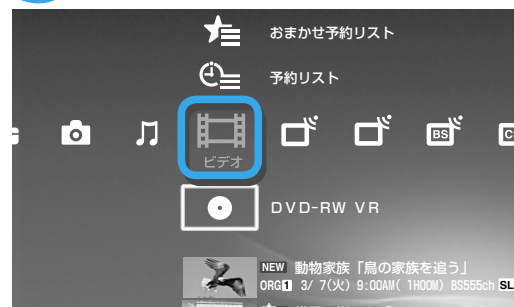 おまかせ予約リスト
予約リスト
BS
ビデオ
DVD-RW VR
NEW 動物家族「鳥の家族を追う」
ORG1 3/ 7(火) 9:00AM( 1H00M) BS555ch SL